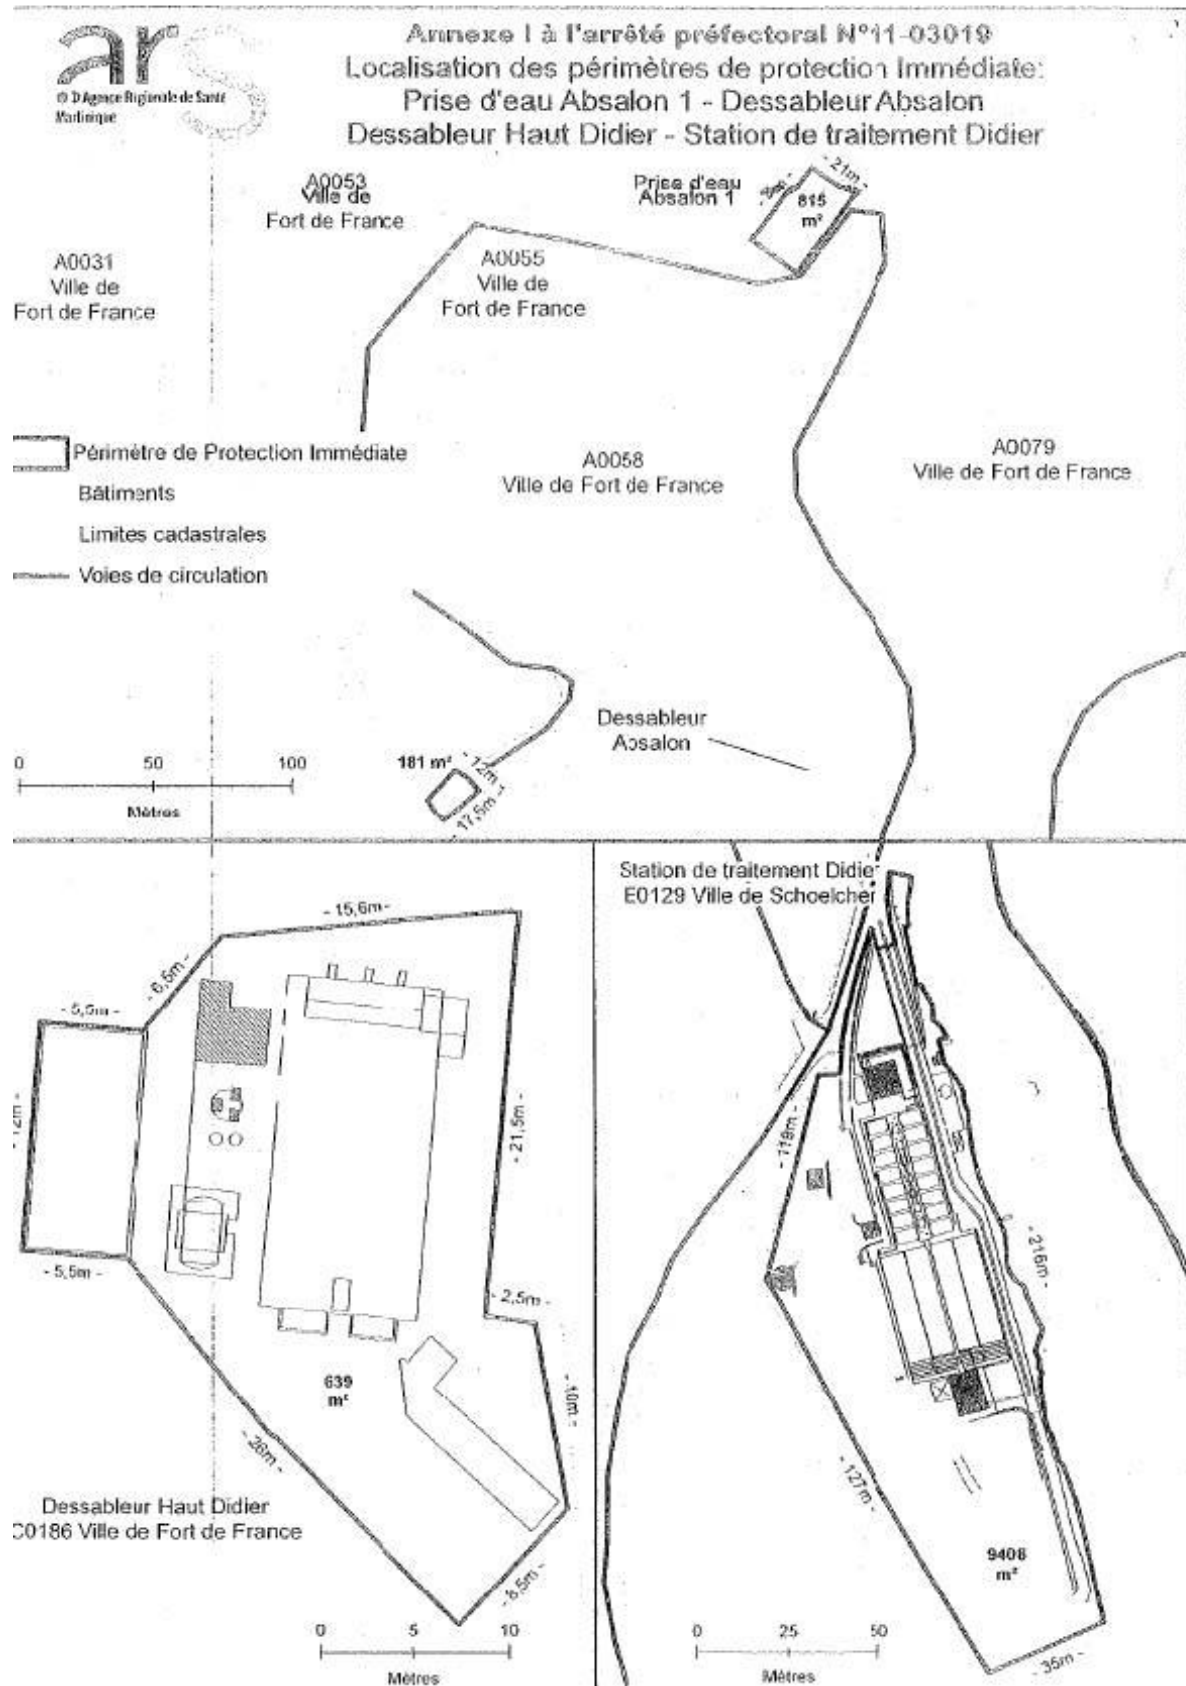 ars
Agence Régionale de Santé
Martinique
Annexe I à l'arrêté préfectoral N°11-03019
Localisation des périmètres de protection Immédiate:
Prise d'eau Absalon 1 - Dessableur Absalon
Dessableur Haut Didier - Station de traitement Didier
A0053
Ville de
Fort de France
Prise d'eau
Absalon 1
- 21m -
815
m²
A0031
Ville de
Fort de France
A0055
Ville de
Fort de France
Périmètre de Protection Immédiate
Bâtiments
Limites cadastrales
Voies de circulation
A0058
Ville de Fort de France
A0079
Ville de Fort de France
Dessableur
Absalon
181 m²
- 12m
- 17,5m -
0 50 100
Mètres
Station de traitement Didie
E0129 Ville de Schoelcher
- 15,6m -
- 6,5m -
- 5,5m -
- 12m -
- 21,5m -
- 5,5m -
- 2,5m -
- 10m -
639
m²
- 26m -
- 8,5m -
Dessableur Haut Didier
C0186 Ville de Fort de France
0 5 10
Mètres
- 119m -
- 216m -
- 127m -
9408
m²
- 35m -
0 25 50
Mètres